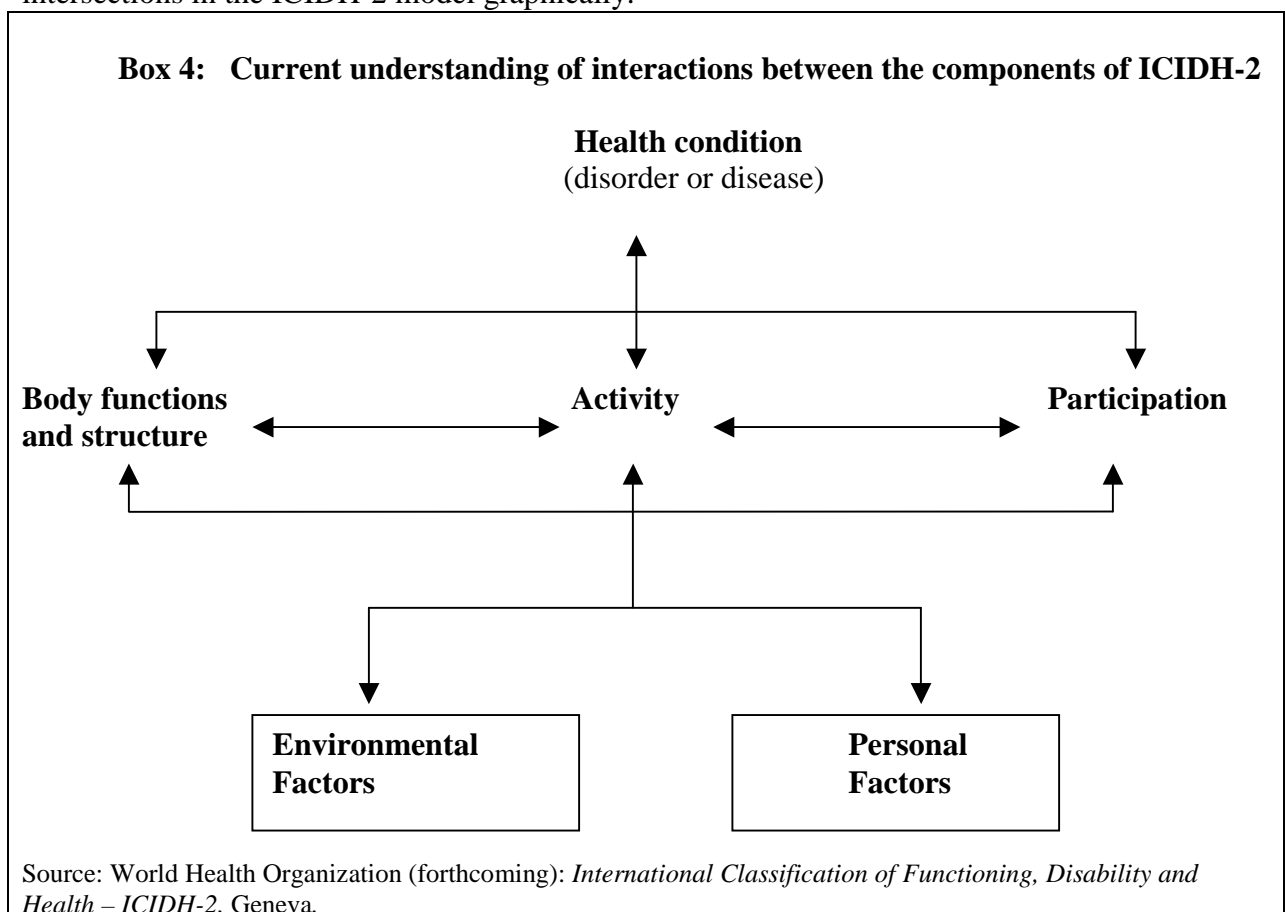 intersections in the ICIDH-2 model graphically.
Box 4: Current understanding of interactions between the components of ICIDH-2
Health condition
(disorder or disease)
Body functions
and structure
Activity
Participation
Environmental
Factors
Personal
Factors
Source: World Health Organization (forthcoming): International Classification of Functioning, Disability and
Health – ICIDH-2. Geneva.